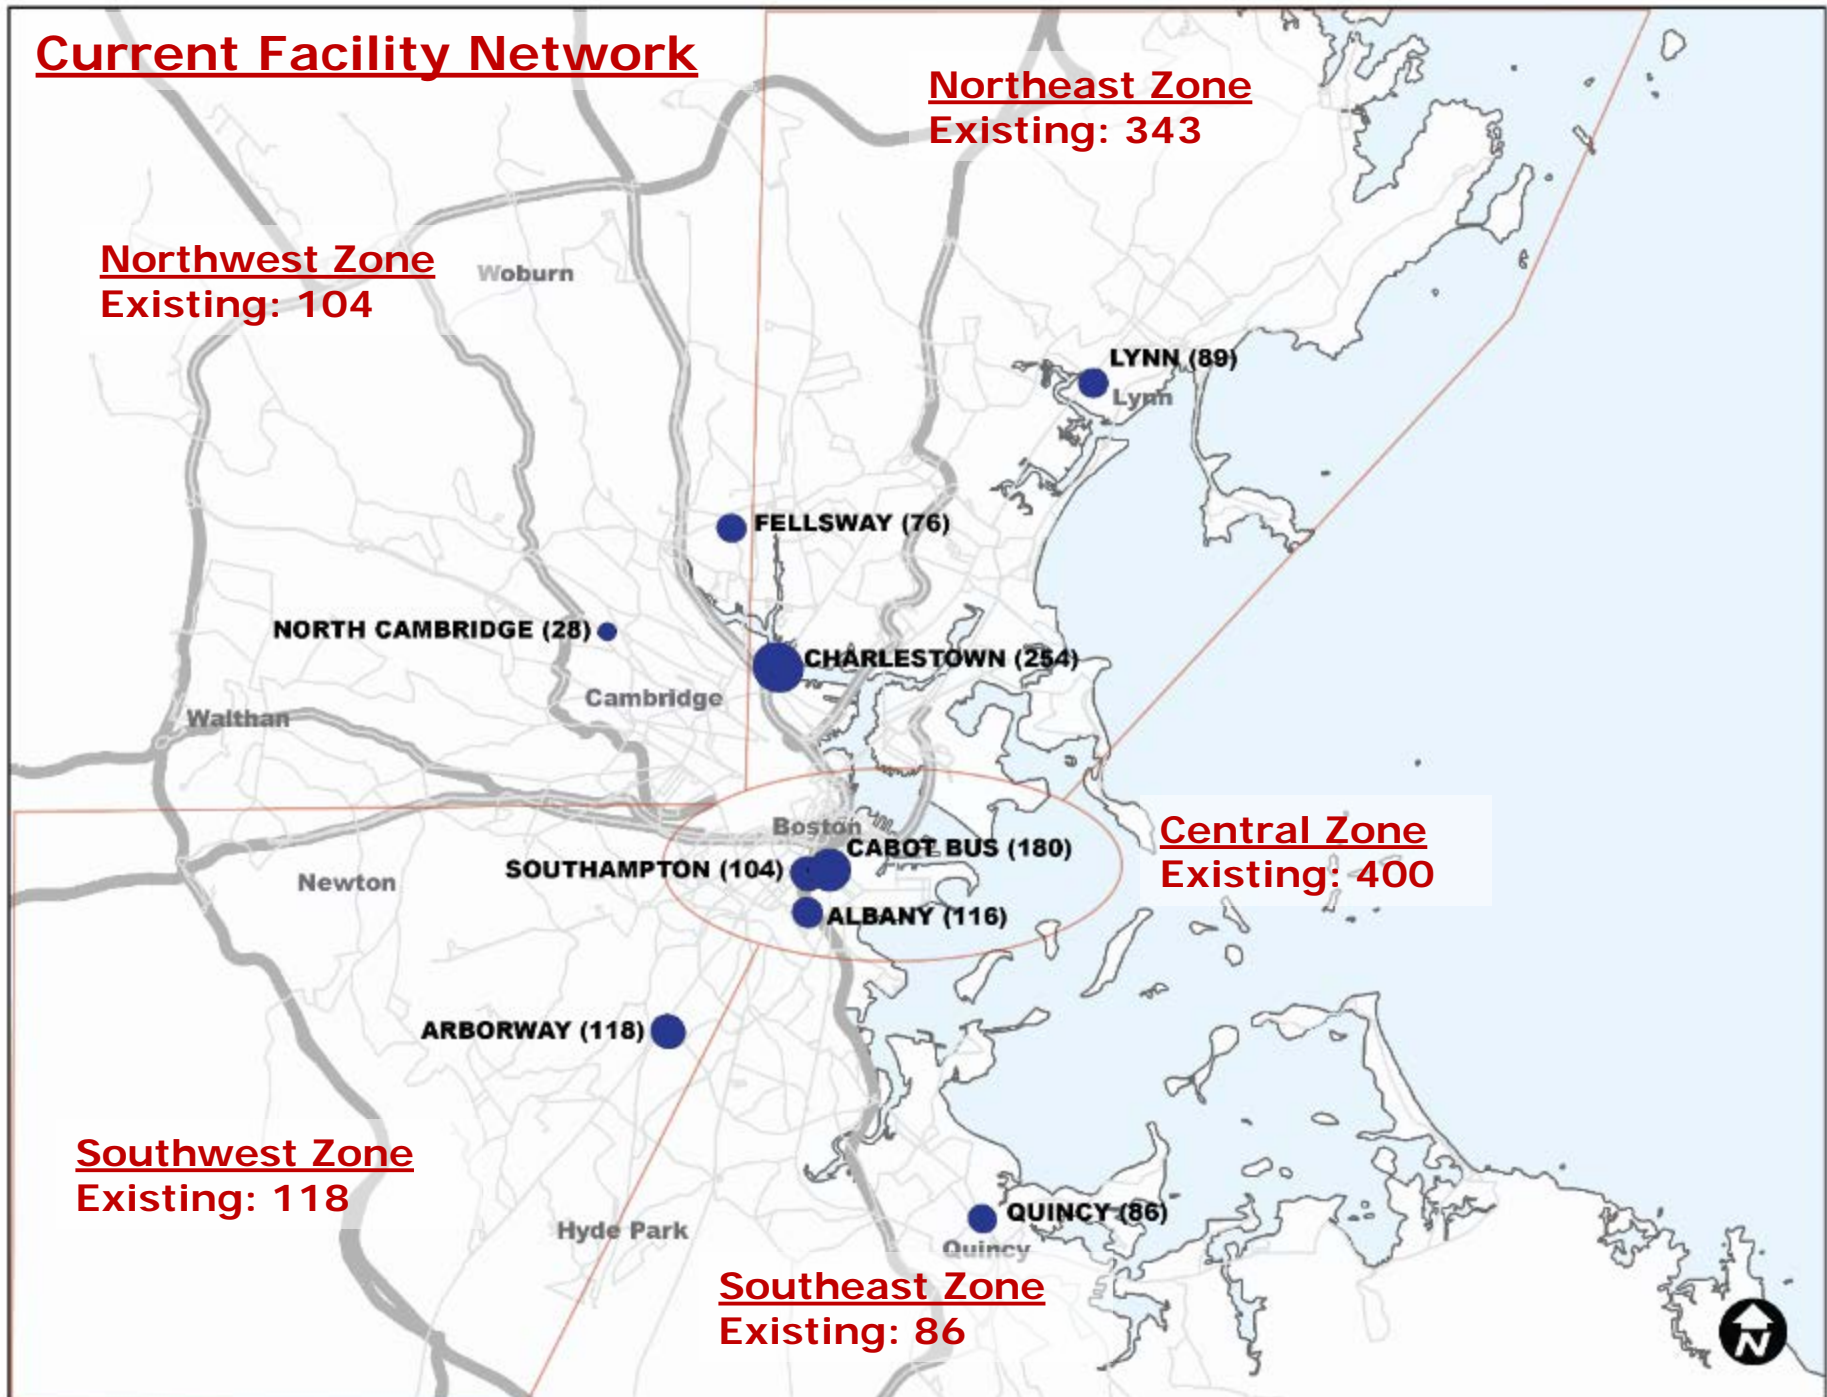 Current Facility Network
Northeast Zone
Existing: 343
Northwest Zone
Existing: 104
Woburn
LYNN (89)
Lynn
FELLSWAY (76)
NORTH CAMBRIDGE (28)
CHARLESTOWN (254)
Cambridge
Walthan
Boston
Central Zone
Existing: 400
CABOT BUS (180)
SOUTHAMPTON (104)
Newton
ALBANY (116)
ARBORWAY (118)
Southwest Zone
Existing: 118
QUINCY (86)
Hyde Park
Quincy
Southeast Zone
Existing: 86
N